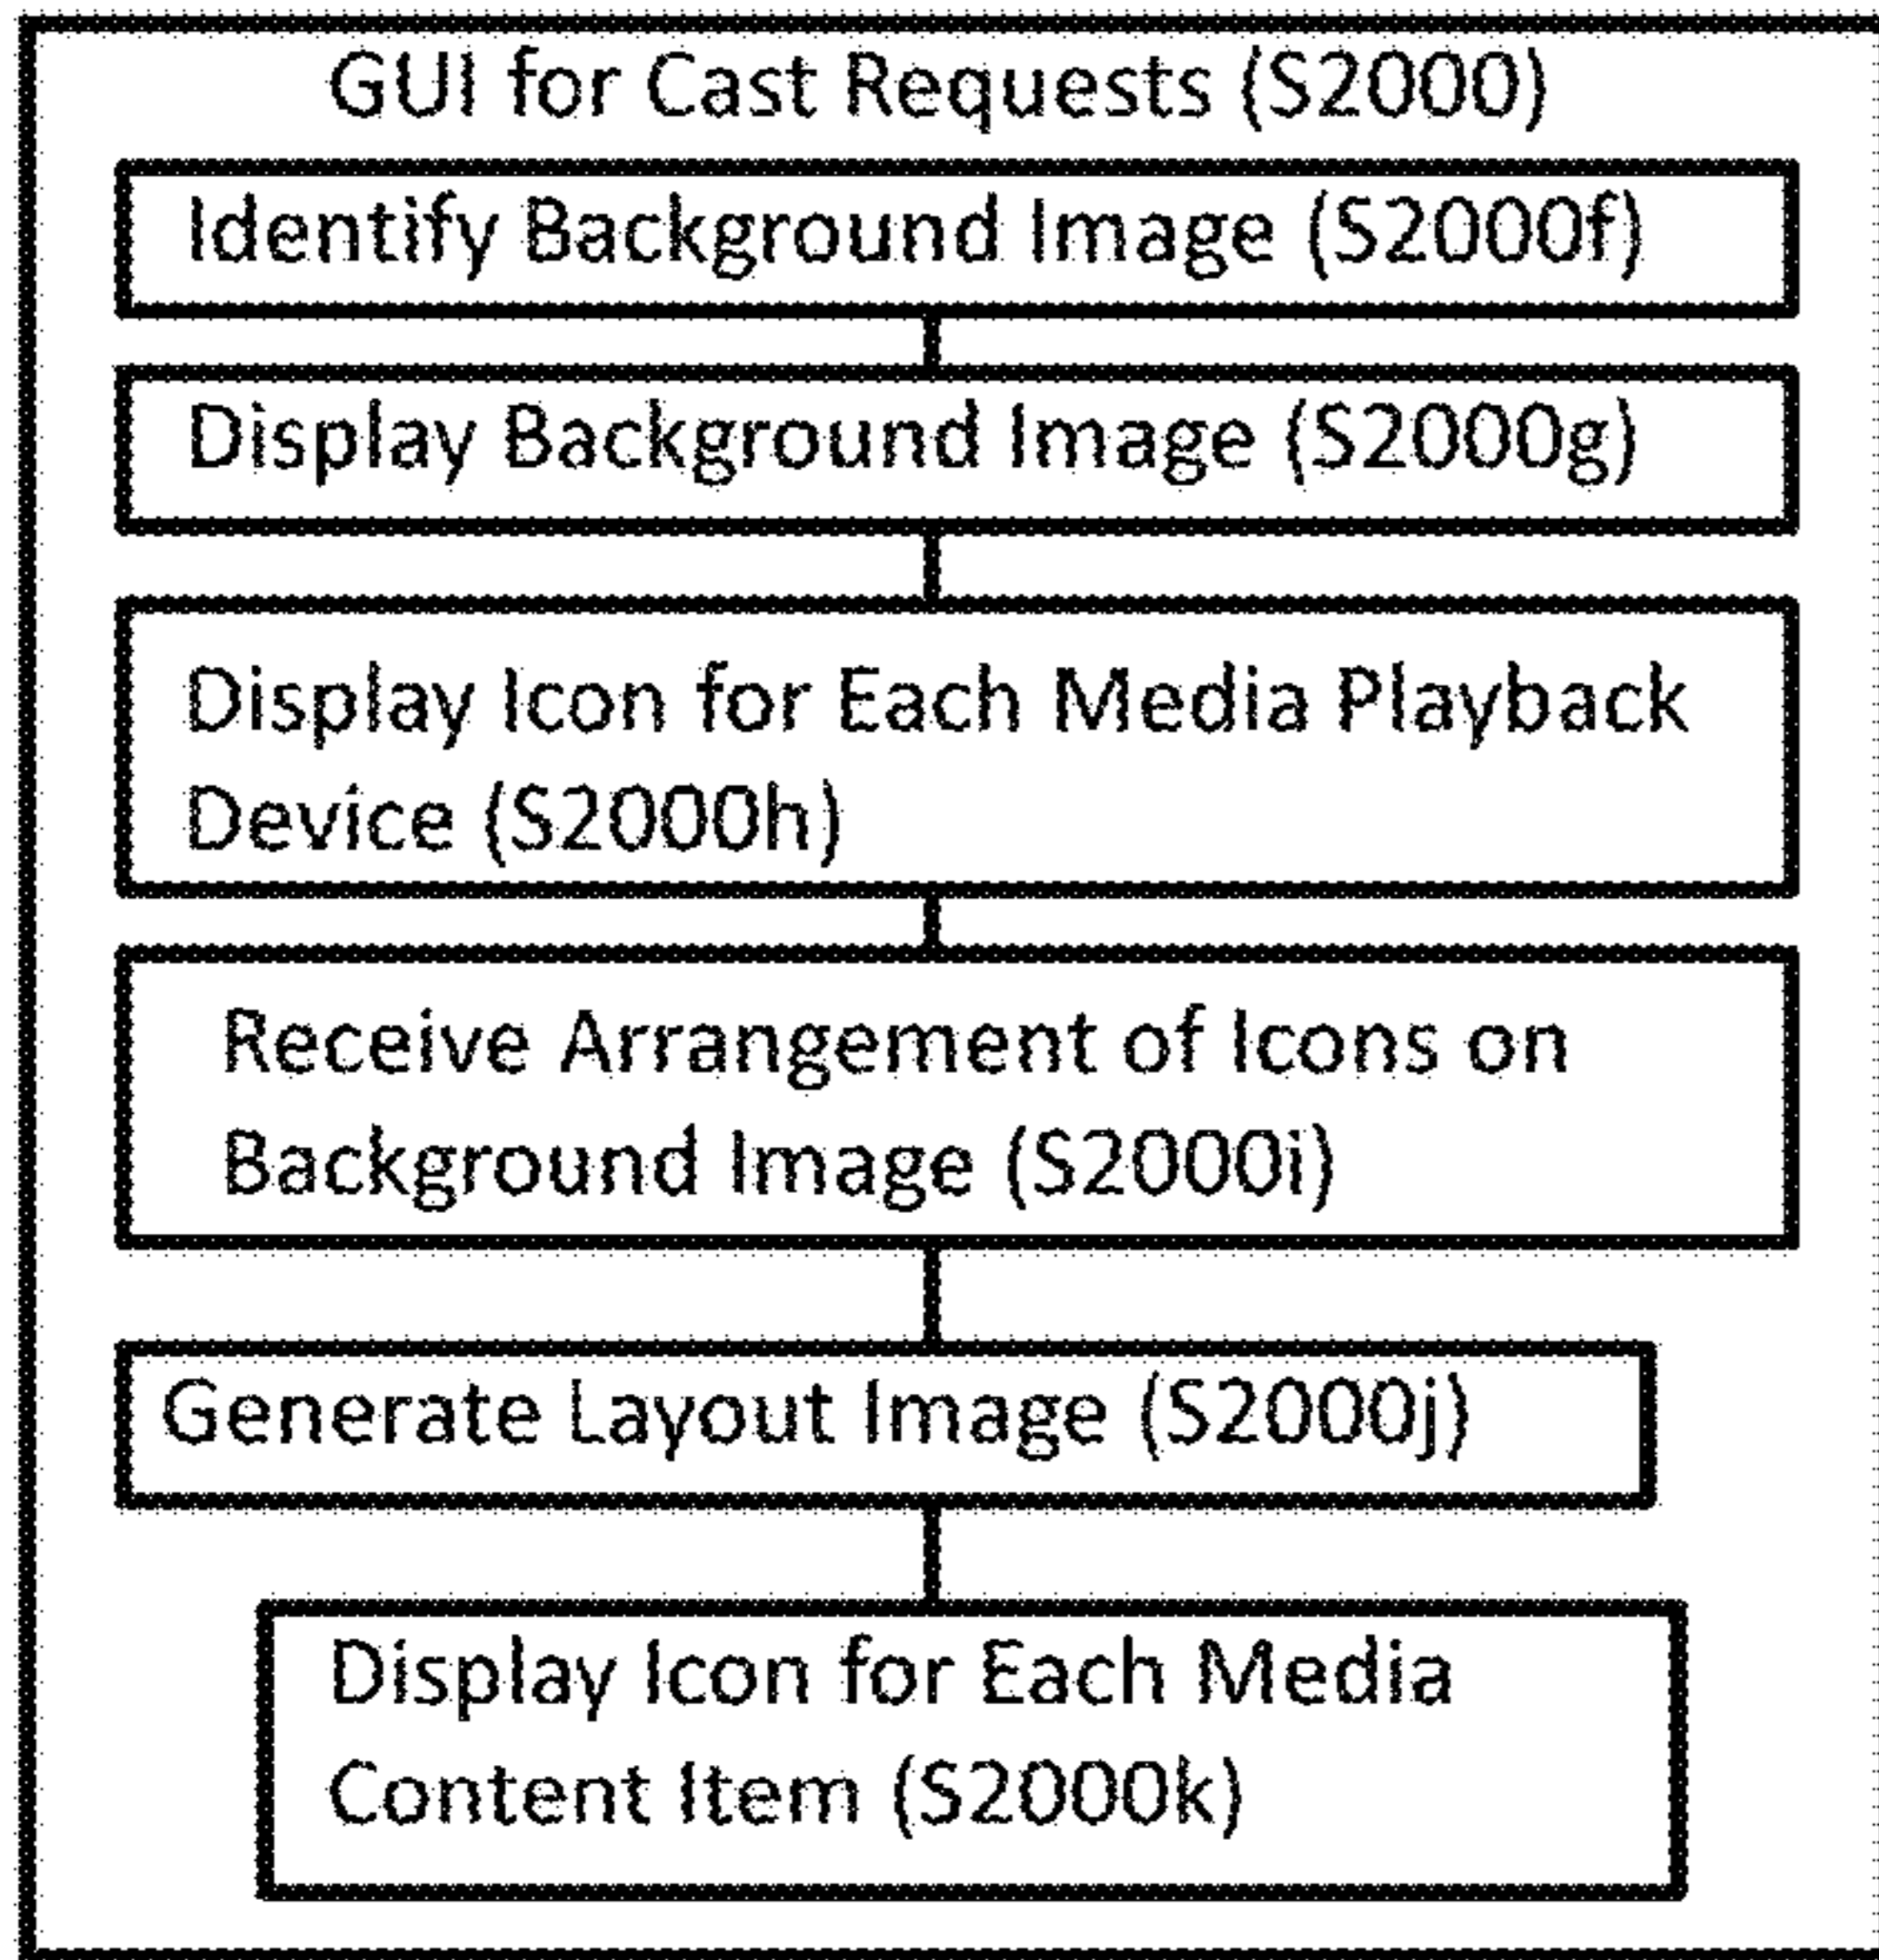 GUI for Cast Requests (S2000)
Identify Background Image (S2000f)
Display Background Image (S2000g)
Display Icon for Each Media Playback
Device (S2000h)
Receive Arrangement of Icons on
Background Image (S2000i)
Generate Layout Image (S2000j)
Display Icon for Each Media
Content Item (S2000k)